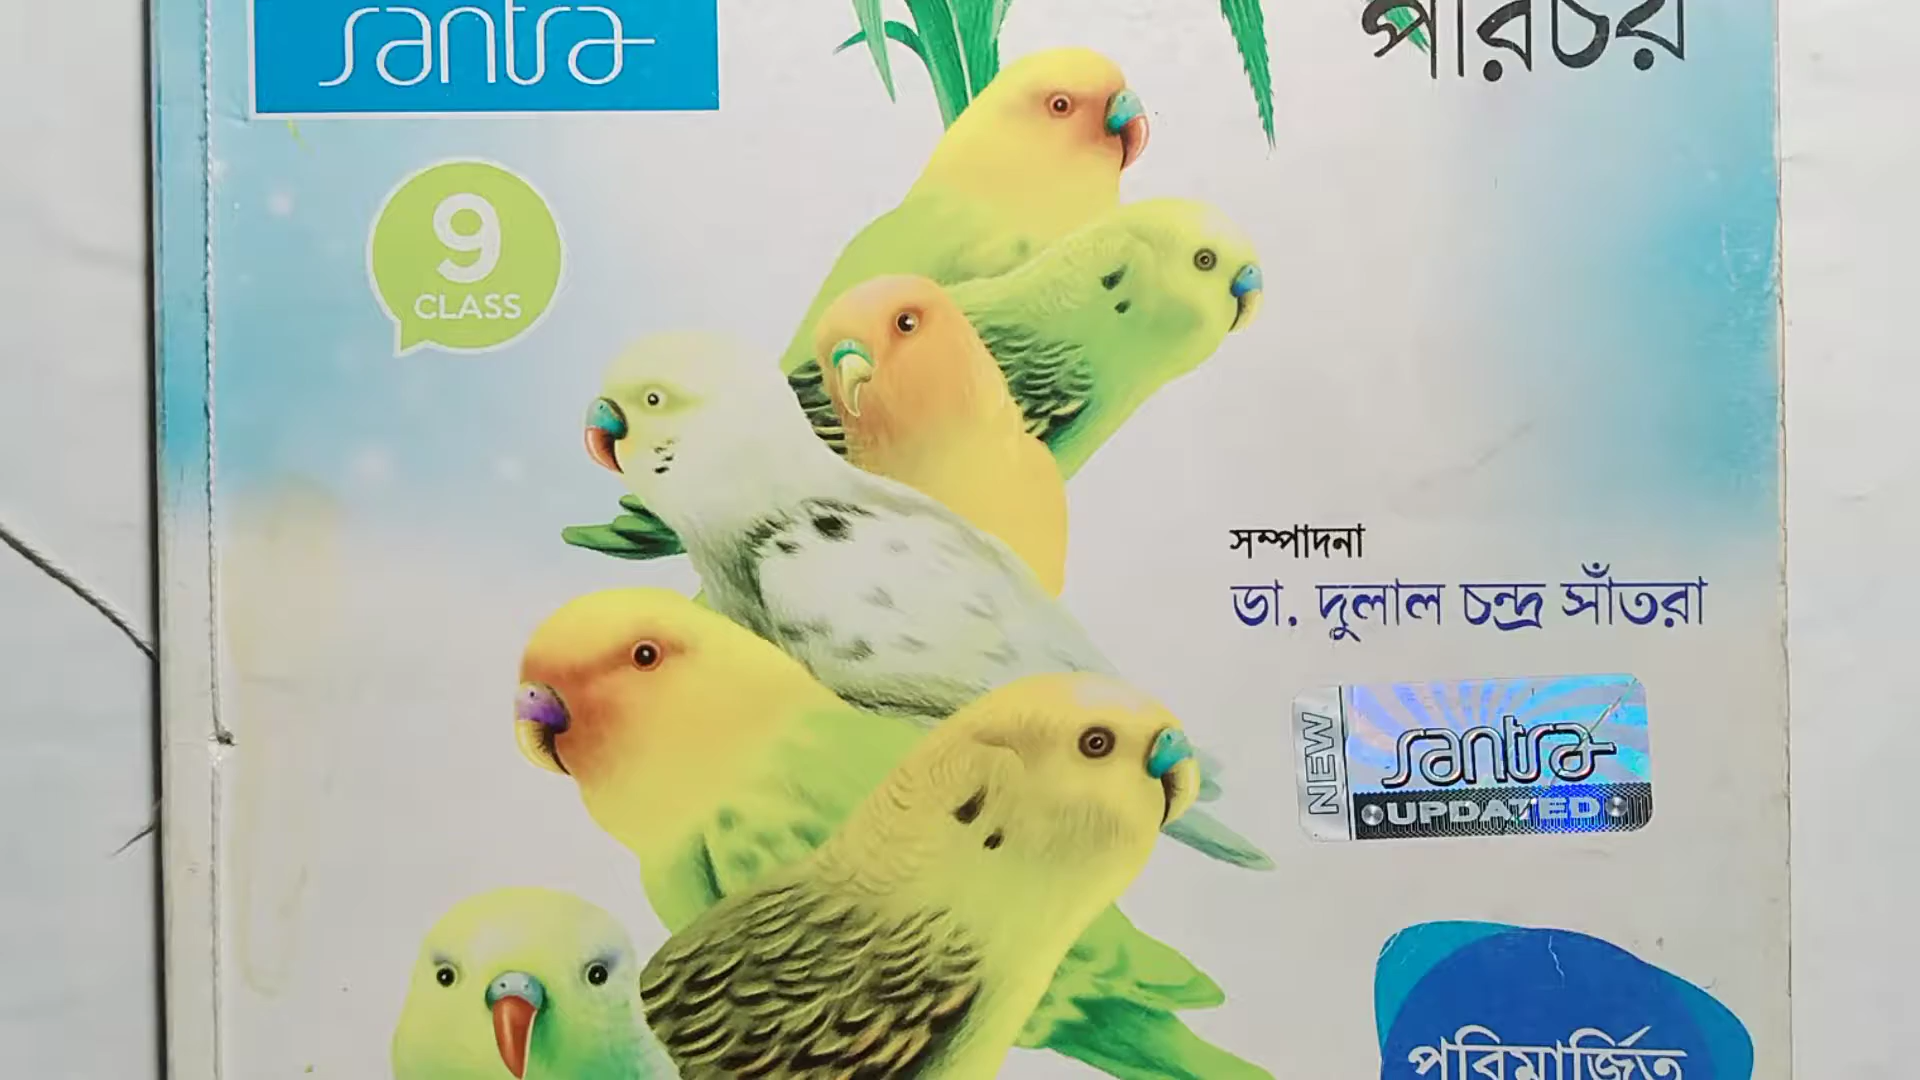 santra
পরিচয়
9
CLASS
সম্পাদনা
ডা. দুলাল চন্দ্র সাঁতরা
NEW
santra
UPDATED
পরিমার্জিত